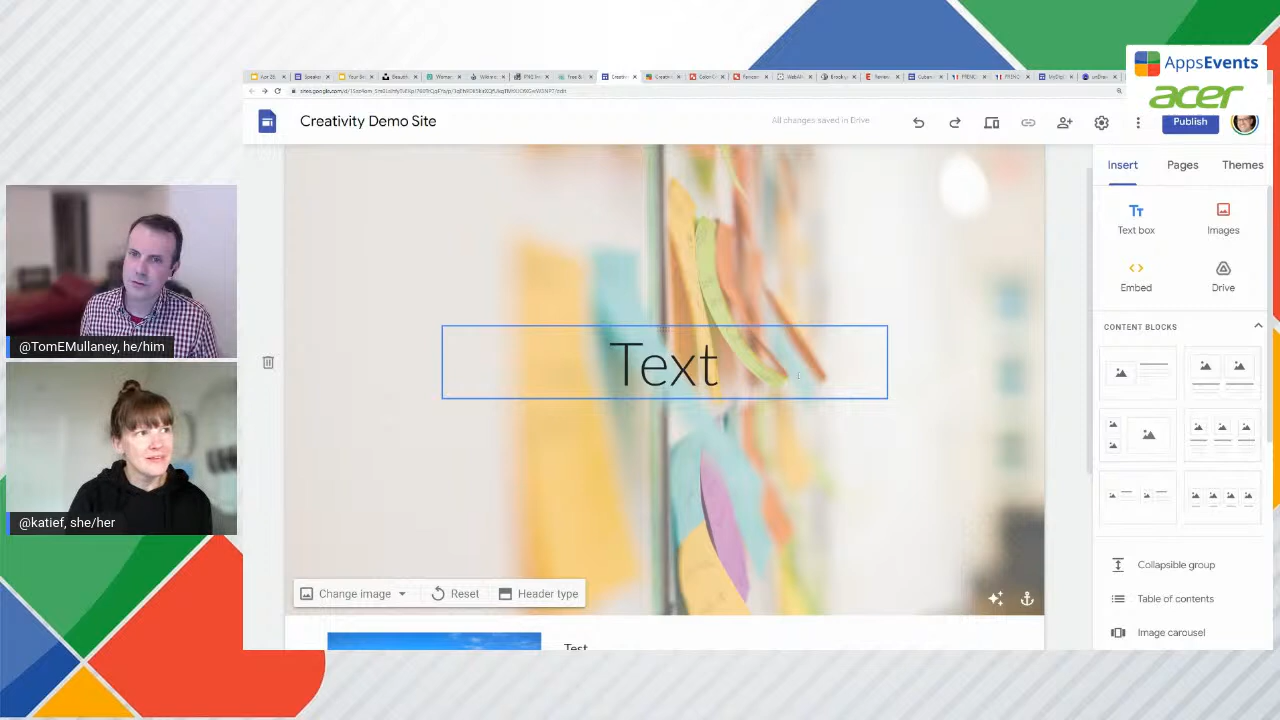 AppsEvents
acer
Creativity Demo Site
All changes saved in Drive
Publish
Insert
Pages
Themes
Text box
Images
Embed
Drive
CONTENT BLOCKS
Text
@TomEMullaney, he/him
@katief, she/her
Change image
Reset
Header type
Collapsible group
Table of contents
Image carousel
Test